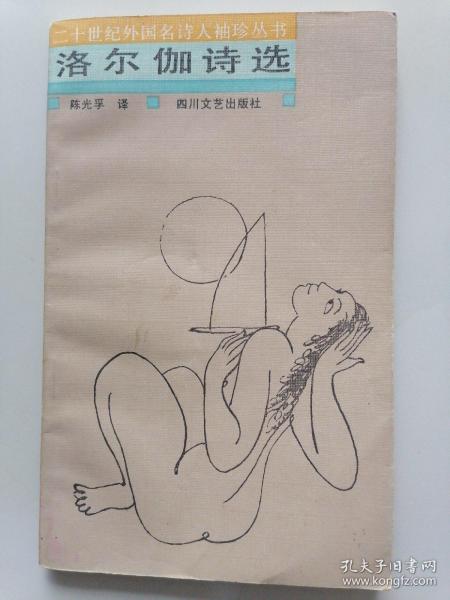 二十世纪外国名诗人袖珍丛书
洛尔伽诗选
陈光孚 译 四川文艺出版社
孔夫子旧书网
www.kongfz.com